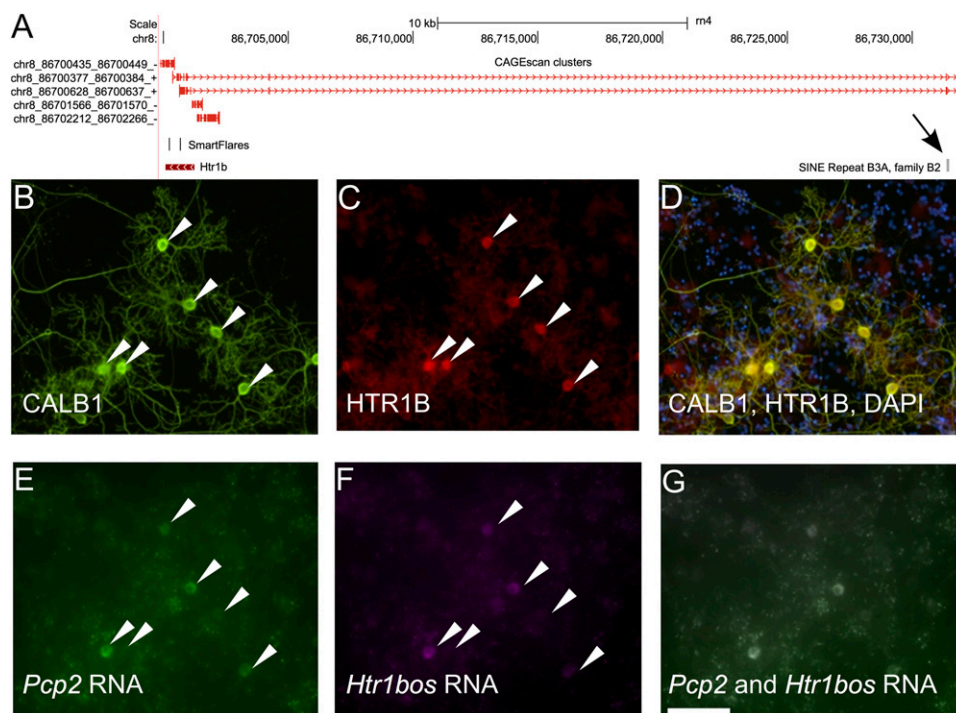 A
Scale
10 kb
rn4
chr8:
86,705,000
86,710,000
86,715,000
86,720,000
86,725,000
86,730,000
CAGEscan clusters
chr8_86700435_86700449_-
chr8_86700377_86700384_+
chr8_86700628_86700637_+
chr8_86701566_86701570_-
chr8_86702212_86702266_-
SmartFlares
Htr1b
SINE Repeat B3A, family B2
B
C
D
CALB1
HTR1B
CALB1, HTR1B, DAPI
E
F
G
Pcp2 RNA
Htr1bos RNA
Pcp2 and Htr1bos RNA